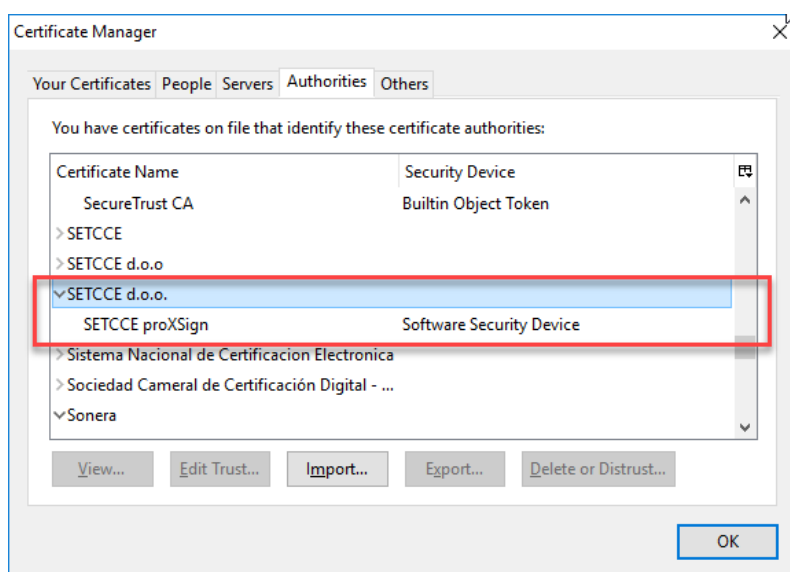 Certificate Manager
Your Certificates People Servers Authorities Others
You have certificates on file that identify these certificate authorities:
Certificate Name Security Device
SecureTrust CA Builtin Object Token
SETCCE
SETCCE d.o.o
SETCCE d.o.o.
SETCCE proXSign Software Security Device
Sistema Nacional de Certificacion Electronica
Sociedad Cameral de Certificación Digital - ...
Sonera
View... Edit Trust... Import... Export... Delete or Distrust...
OK